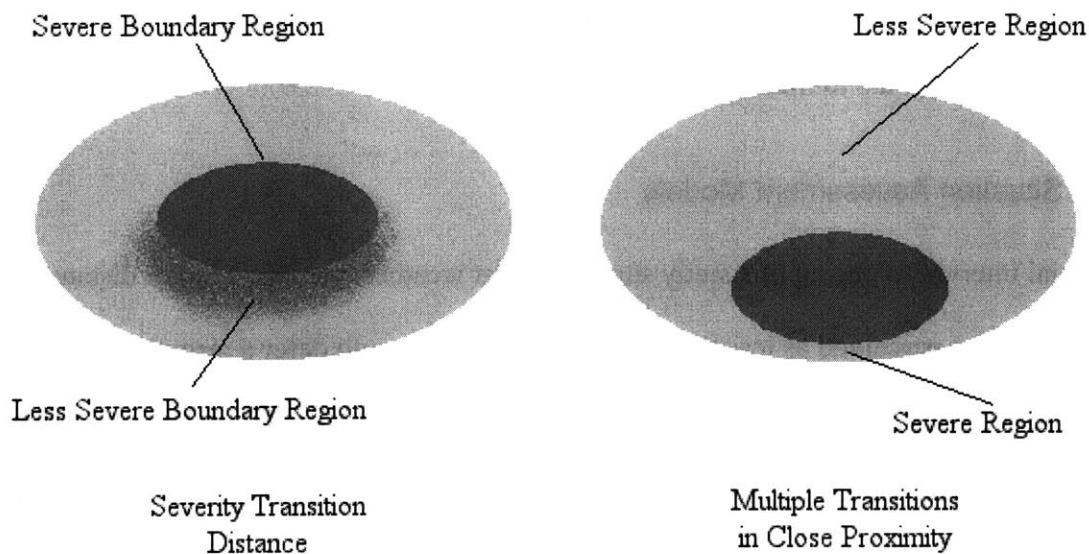 Severe Boundary Region
Less Severe Region
Less Severe Boundary Region
Severe Region
Severity Transition
Distance
Multiple Transitions
in Close Proximity